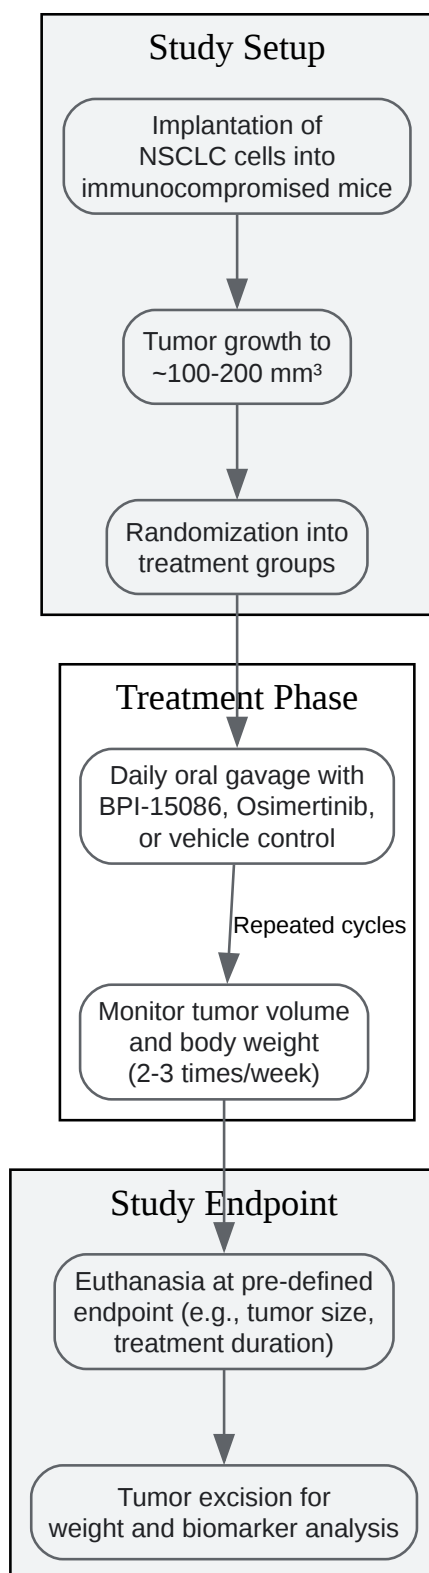 Study Setup
Implantation of
NSCLC cells into
immunocompromised mice
Tumor growth to
~100-200 mm³
Randomization into
treatment groups
Treatment Phase
Daily oral gavage with
BPI-15086, Osimertinib,
or vehicle control
Repeated cycles
Monitor tumor volume
and body weight
(2-3 times/week)
Study Endpoint
Euthanasia at pre-defined
endpoint (e.g., tumor size,
treatment duration)
Tumor excision for
weight and biomarker analysis